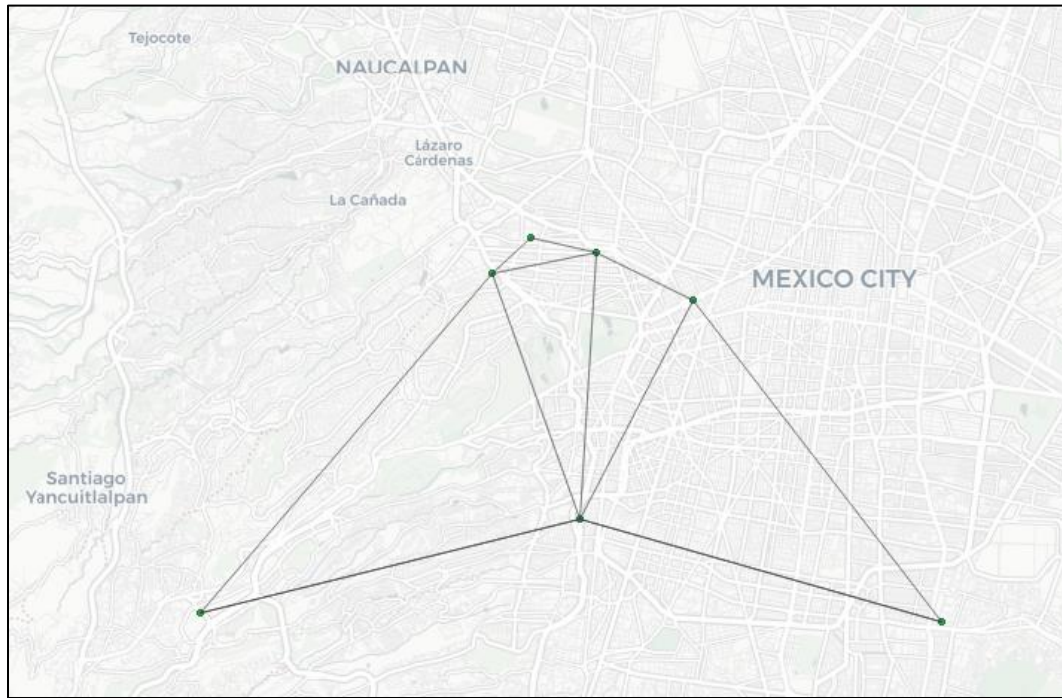 Tejocote
NAUCALPAN
Lázaro
Cárdenas
La Cañada
MEXICO CITY
Santiago
Yancuitlalpan